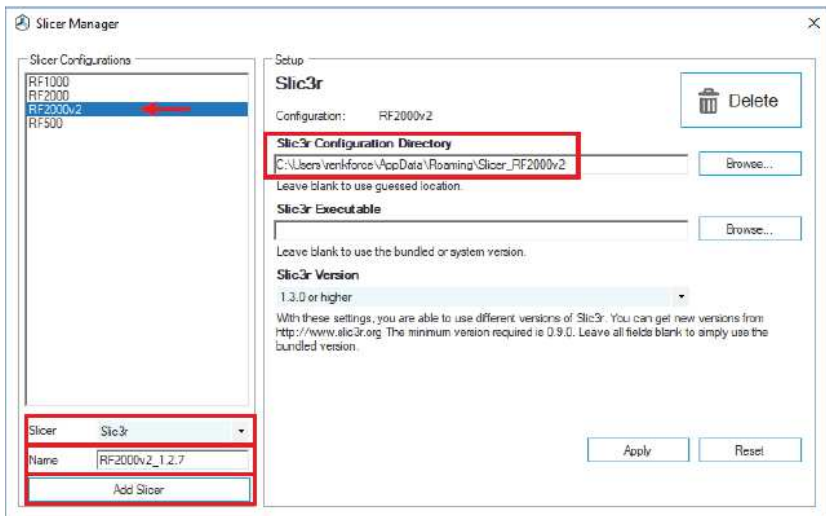 Slicer Manager
Slicer Configurations
RF1000
RF2000
RF2000v2
RF500
Slicer
Slic3r
Name
RF2000v2_1.2.7
Add Slicer
Setup
Slic3r
Delete
Configuration:
RF2000v2
Slic3r Configuration Directory
C:\Users\renkforce\AppData\Roaming\Slicer_RF2000v2
Browse...
Leave blank to use guessed location.
Slic3r Executable
Browse...
Leave blank to use the bundled or system version.
Slic3r Version
1.3.0 or higher
With these settings, you are able to use different versions of Slic3r. You can get new versions from
http://www.slic3r.org The minimum version required is 0.9.0. Leave all fields blank to simply use the
bundled version.
Apply
Reset